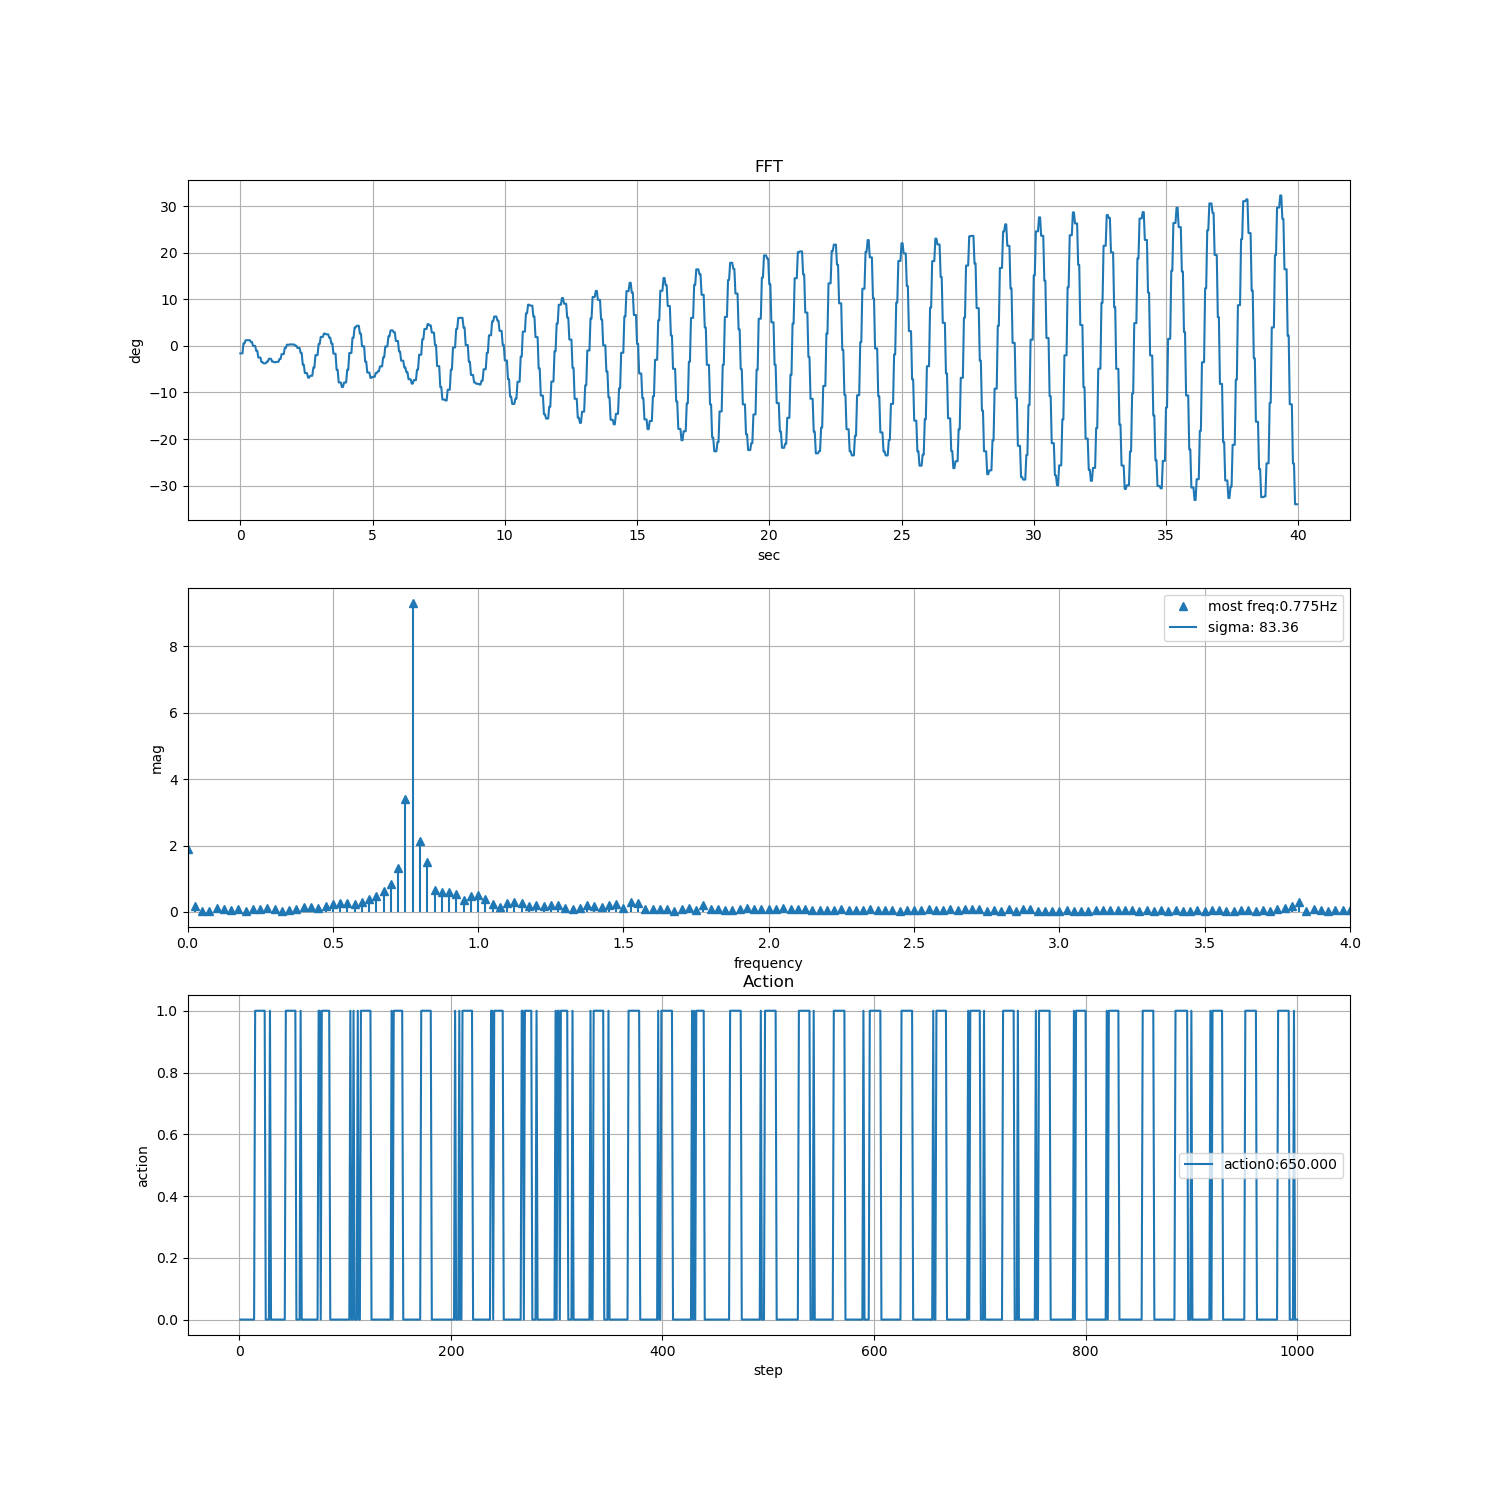 FFT
30
20
10
0
−10
−20
−30
deg
0 5 10 15 20 25 30 35 40
sec
most freq:0.775Hz
sigma: 83.36
8
6
4
2
0
mag
0.0 0.5 1.0 1.5 2.0 2.5 3.0 3.5 4.0
frequency
Action
1.0
0.8
0.6
0.4
0.2
0.0
action
action0:650.000
0 200 400 600 800 1000
step